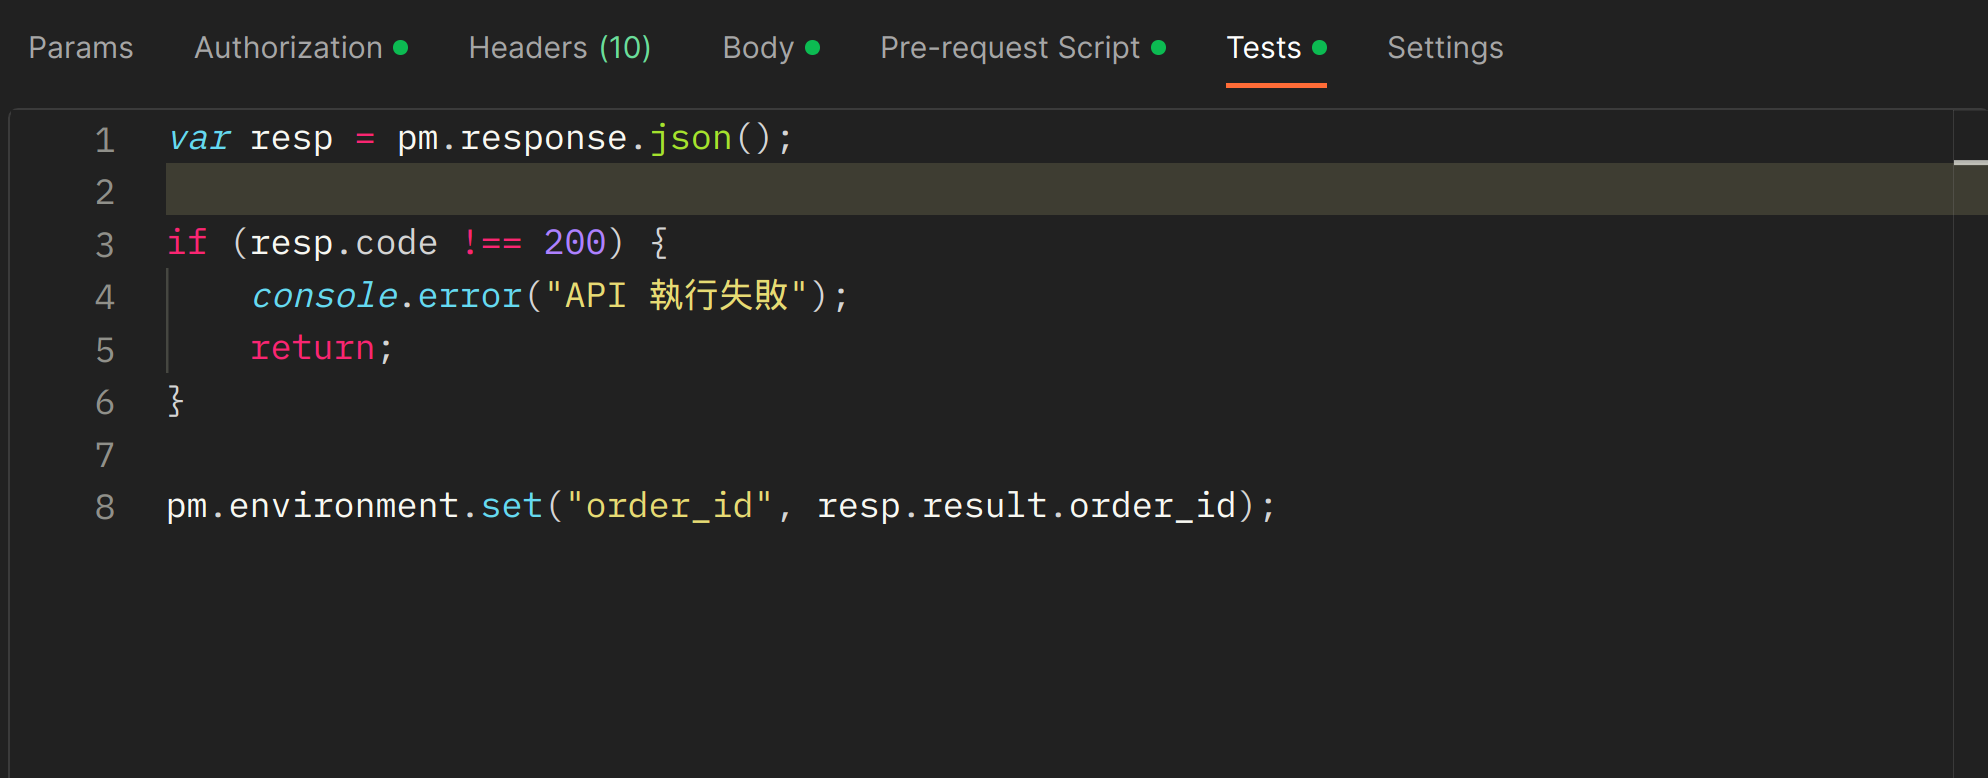 Params Authorization Headers (10) Body Pre-request Script Tests Settings
1 var resp = pm.response.json();
2
3 if (resp.code !== 200) {
4     console.error("API 執行失敗");
5     return;
6 }
7
8 pm.environment.set("order_id", resp.result.order_id);